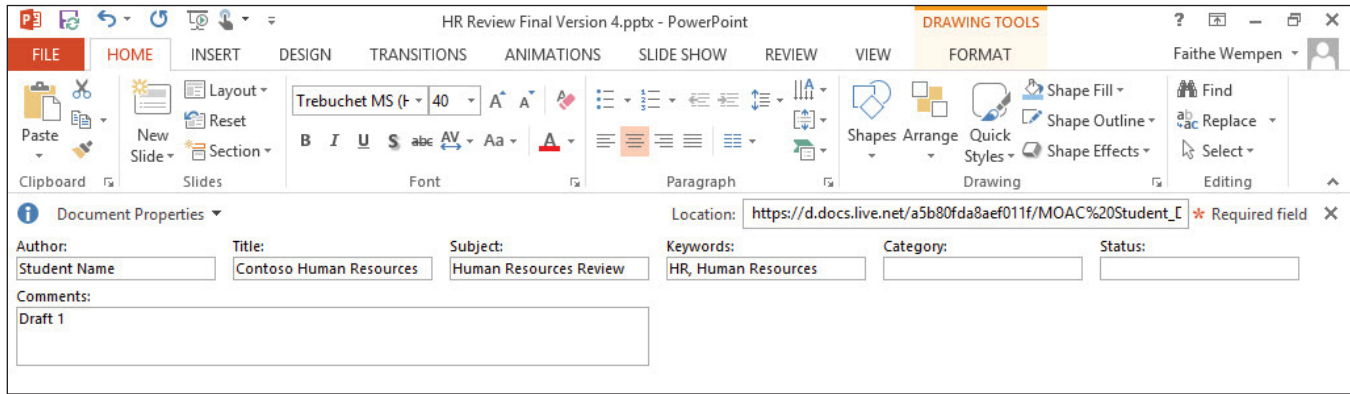 HR Review Final Version 4.pptx - PowerPoint
DRAWING TOOLS
FILE HOME INSERT DESIGN TRANSITIONS ANIMATIONS SLIDE SHOW REVIEW VIEW FORMAT Faithe Wempen
Paste
New Slide
Layout
Reset
Section
Trebuchet MS (H 40 A A
B I U S abc AV Aa A
Shapes Arrange Quick Styles
Shape Fill
Shape Outline
Shape Effects
Find
Replace
Select
Clipboard Slides Font Paragraph Drawing Editing
Document Properties Location: https://d.docs.live.net/a5b80fda8aef011f/MOAC%20Student_D * Required field
Author: Title: Subject: Keywords: Category: Status:
Student Name Contoso Human Resources Human Resources Review HR, Human Resources
Comments:
Draft 1